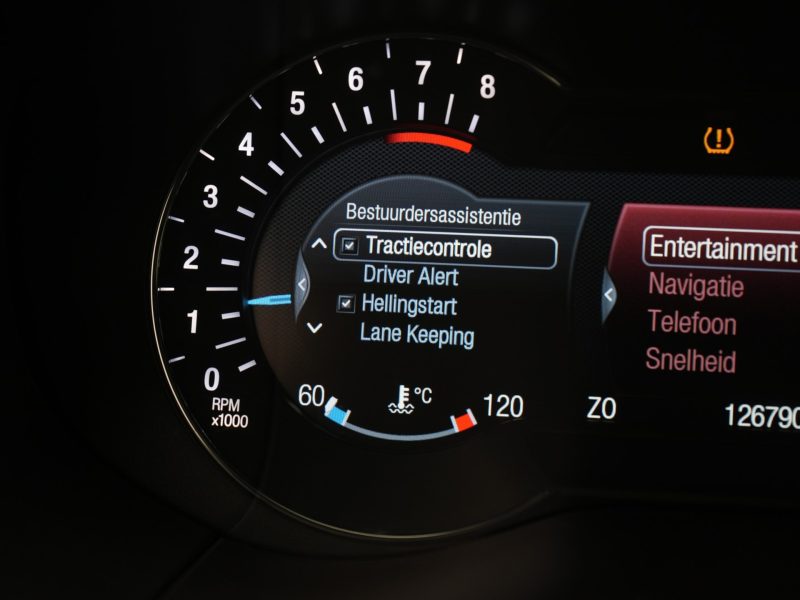 8
7
6
5
4
3
2
1
0
RPM
x1000
Bestuurdersassistentie
Tractiecontrole
Driver Alert
Hellingstart
Lane Keeping
60
°C
120
Entertainment
Navigatie
Telefoon
Snelheid
ZO
126790